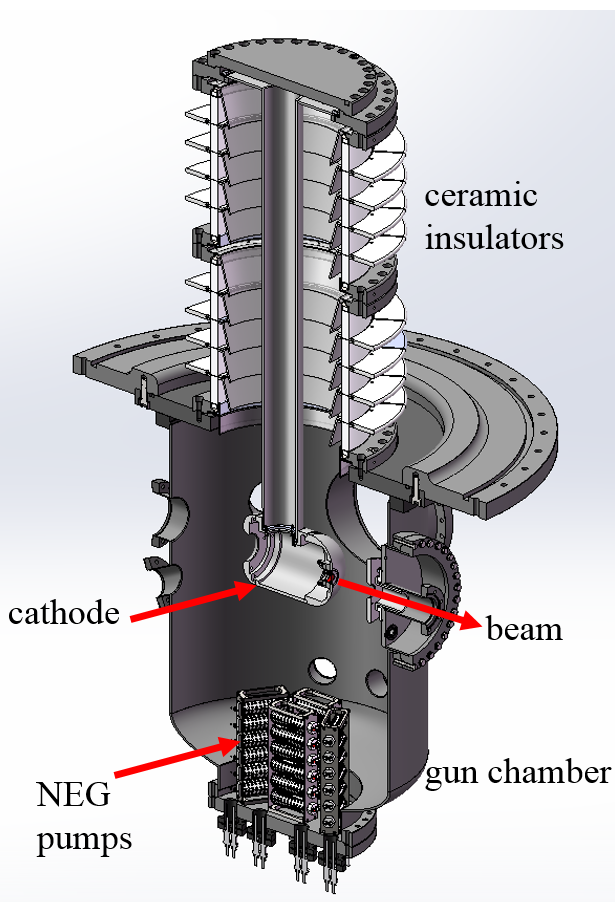 ceramic
insulators
cathode
beam
NEG
pumps
gun chamber